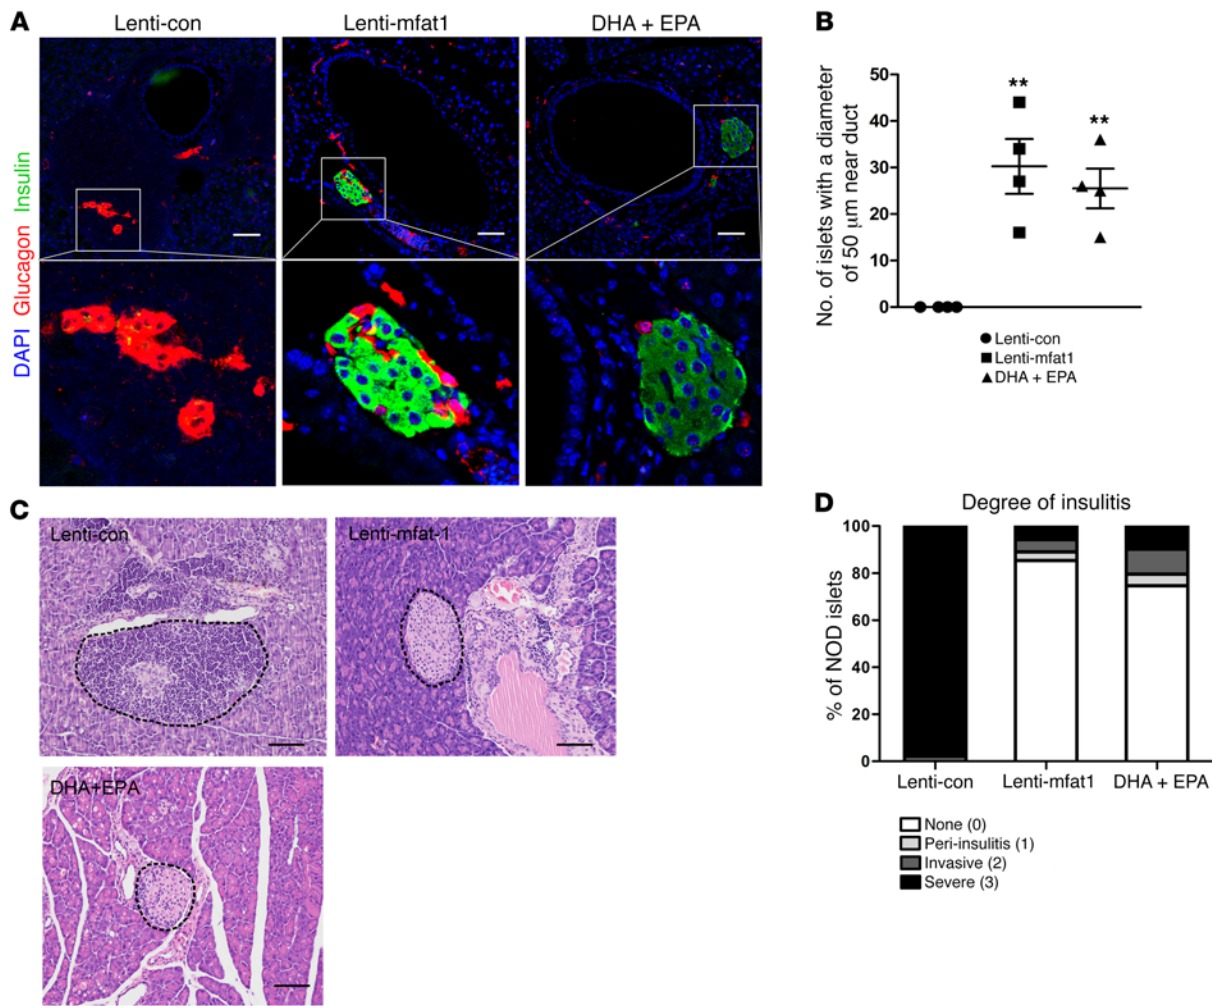 A
Lenti-con
Lenti-mfat1
DHA + EPA
DAPI Glucagon Insulin
B
No. of islets with a diameter
of 50 µm near duct
50
40
30
20
10
0
**
**
Lenti-con
Lenti-mfat1
DHA + EPA
C
Lenti-con
Lenti-mfat-1
DHA+EPA
D
Degree of insulitis
% of NOD islets
100
80
60
40
20
0
Lenti-con
Lenti-mfat1
DHA + EPA
None (0)
Peri-insulitis (1)
Invasive (2)
Severe (3)